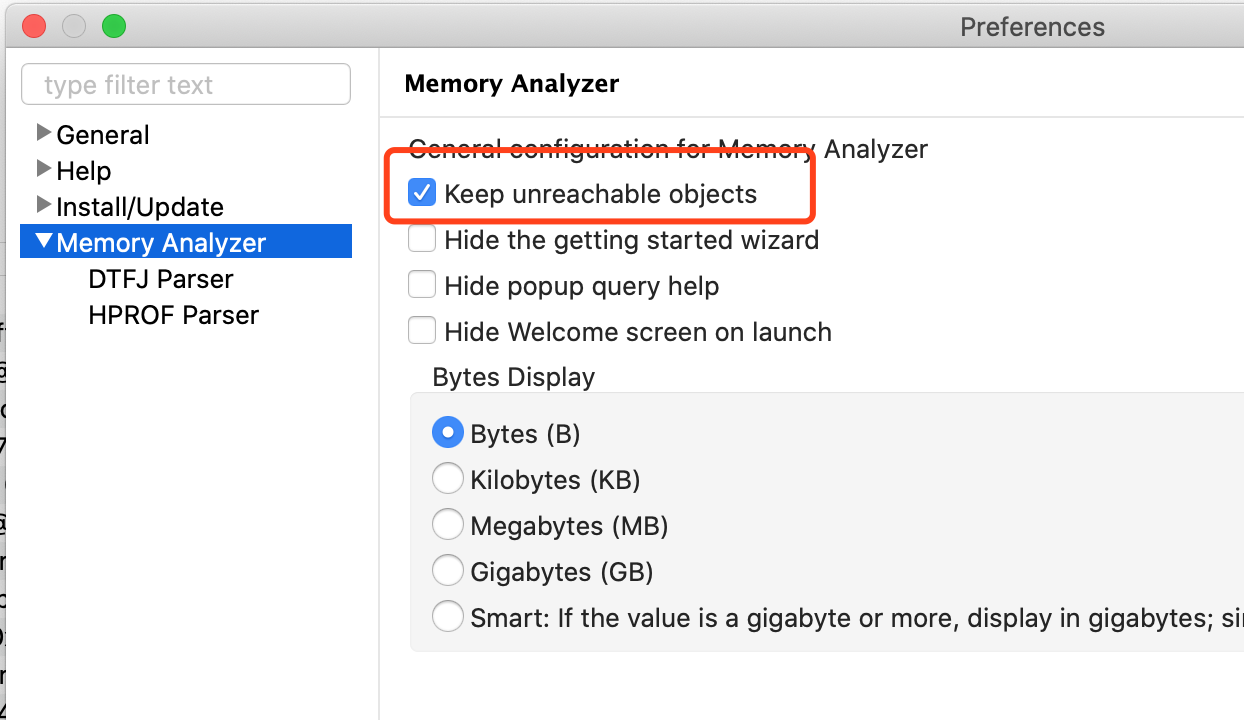 Preferences
type filter text
General
Help
Install/Update
Memory Analyzer
DTFJ Parser
HPROF Parser
Memory Analyzer
General configuration for Memory Analyzer
Keep unreachable objects
Hide the getting started wizard
Hide popup query help
Hide Welcome screen on launch
Bytes Display
Bytes (B)
Kilobytes (KB)
Megabytes (MB)
Gigabytes (GB)
Smart: If the value is a gigabyte or more, display in gigabytes;